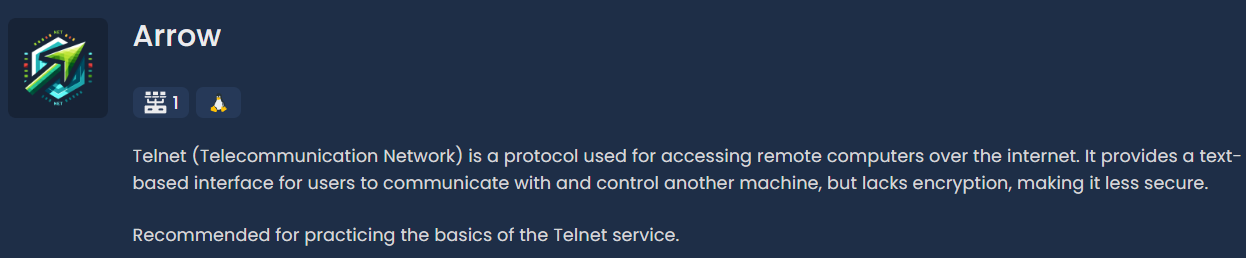 Arrow
1
Telnet (Telecommunication Network) is a protocol used for accessing remote computers over the internet. It provides a text-
based interface for users to communicate with and control another machine, but lacks encryption, making it less secure.
Recommended for practicing the basics of the Telnet service.